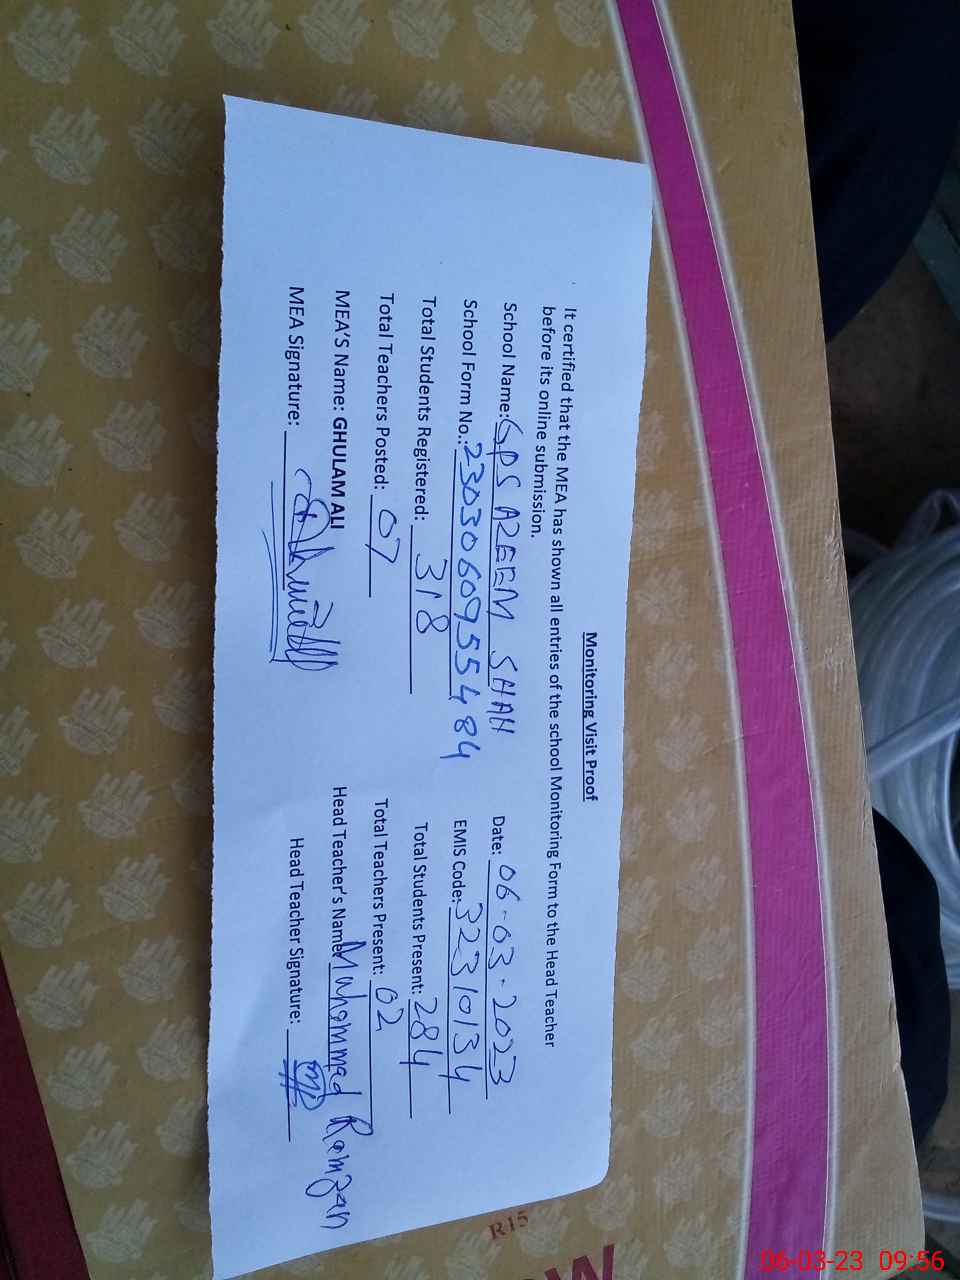 Monitoring Visit Proof
It certified that the MEA has shown all entries of the school Monitoring Form to the Head Teacher
before its online submission.
School Name: GPS AZEEM SHAH Date: 06-03-2023
School Form No.: 2303060955484 EMIS Code: 32310134
Total Students Registered: 318 Total Students Present: 284
Total Teachers Posted: 07 Total Teachers Present: 02
MEA'S Name: GHULAM ALI Head Teacher's Name Muhammad Ramzan
MEA Signature: Head Teacher Signature:
R15
06-03-23 09:56